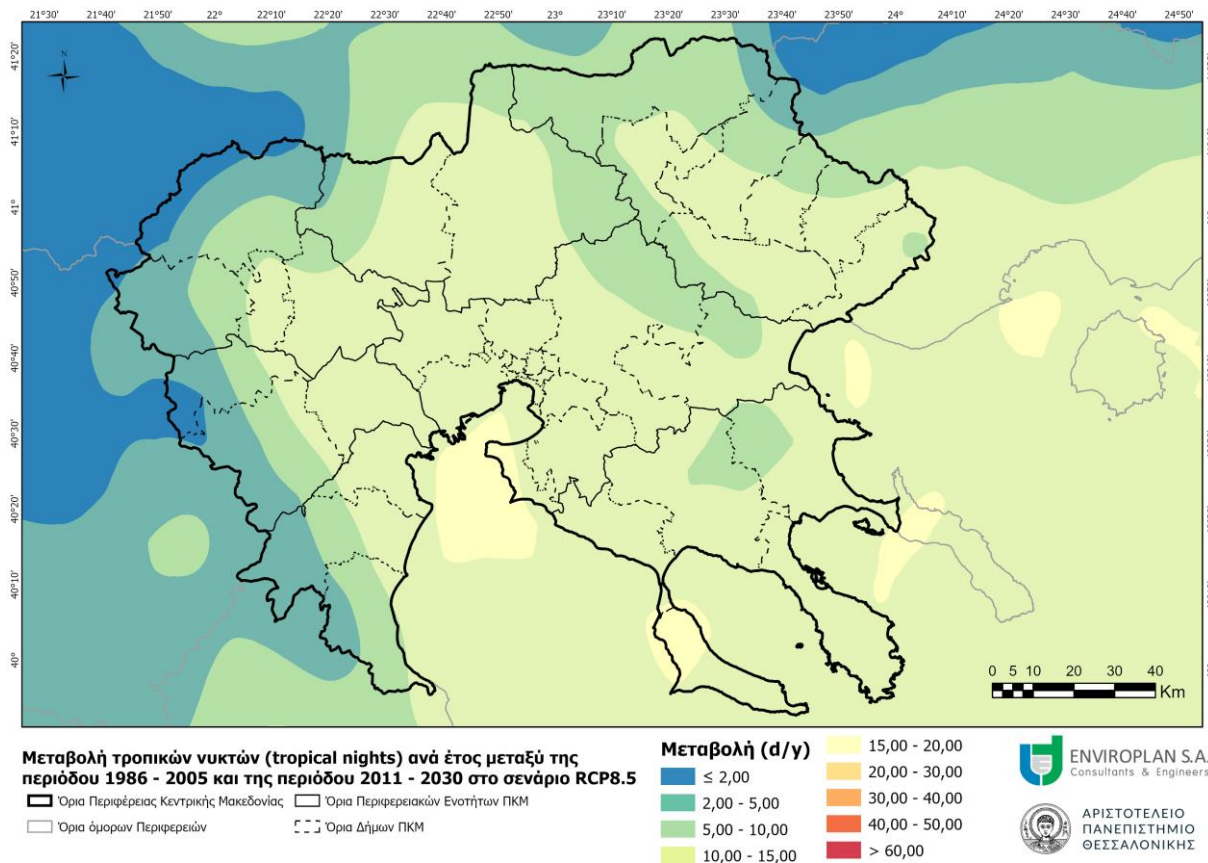 21°30' 21°40' 21°50' 22° 22°10' 22°20' 22°30' 22°40' 22°50' 23° 23°10' 23°20' 23°30' 23°40' 23°50' 24° 24°10' 24°20' 24°30' 24°40' 24°50'
41°20'
41°10'
41°
40°50'
40°40'
40°30'
40°20'
40°10'
40°
N
0 5 10 20 30 40
Km
Μεταβολή τροπικών νυκτών (tropical nights) ανά έτος μεταξύ της
περιόδου 1986 - 2005 και της περιόδου 2011 - 2030 στο σενάριο RCP8.5
Όρια Περιφέρειας Κεντρικής Μακεδονίας
Όρια Περιφερειακών Ενοτήτων ΠΚΜ
Όρια όμορων Περιφερειών
Όρια Δήμων ΠΚΜ
Μεταβολή (d/y)
≤ 2,00
2,00 - 5,00
5,00 - 10,00
10,00 - 15,00
15,00 - 20,00
20,00 - 30,00
30,00 - 40,00
40,00 - 50,00
> 60,00
ENVIROPLAN S.A.
Consultants & Engineers
ΑΡΙΣΤΟΤΕΛΕΙΟ
ΠΑΝΕΠΙΣΤΗΜΙΟ
ΘΕΣΣΑΛΟΝΙΚΗΣ